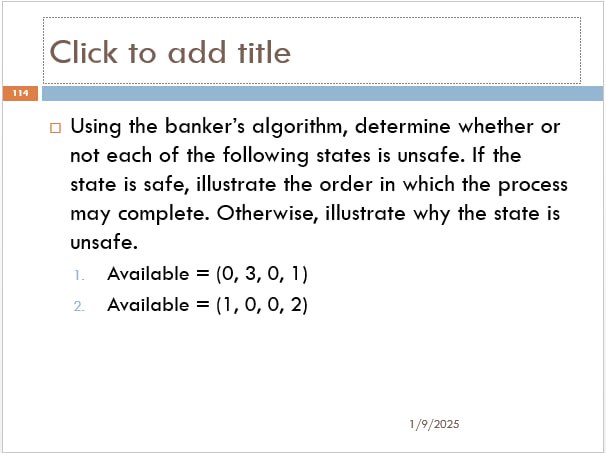 Click to add title
114
Using the banker's algorithm, determine whether or
not each of the following states is unsafe. If the
state is safe, illustrate the order in which the process
may complete. Otherwise, illustrate why the state is
unsafe.
1. Available = (0, 3, 0, 1)
2. Available = (1, 0, 0, 2)
1/9/2025